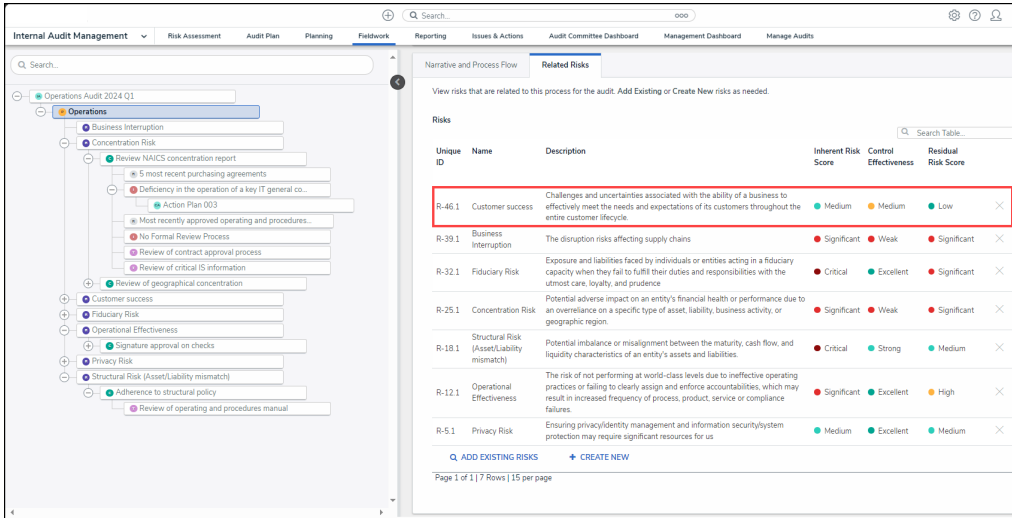 Search...
Internal Audit Management
Risk Assessment
Audit Plan
Planning
Fieldwork
Reporting
Issues & Actions
Audit Committee Dashboard
Management Dashboard
Manage Audits
Search...
Operations Audit 2024 Q1
Operations
Business Interruption
Concentration Risk
Review NAICS concentration report
5 most recent purchasing agreements
Deficiency in the operation of a key IT general co...
Action Plan 003
Most recently approved operating and procedures...
No Formal Review Process
Review of contract approval process
Review of critical IS information
Review of geographical concentration
Customer success
Fiduciary Risk
Operational Effectiveness
Signature approval on checks
Privacy Risk
Structural Risk (Asset/Liability mismatch)
Adherence to structural policy
Review of operating and procedures manual
Narrative and Process Flow
Related Risks
View risks that are related to this process for the audit. Add Existing or Create New risks as needed.
Risks
Search Table...
Unique ID
Name
Description
Inherent Risk Score
Control Effectiveness
Residual Risk Score
R-46.1
Customer success
Challenges and uncertainties associated with the ability of a business to
effectively meet the needs and expectations of its customers throughout the
entire customer lifecycle.
Medium
Medium
Low
R-39.1
Business
Interruption
The disruption risks affecting supply chains
Significant
Weak
Significant
R-32.1
Fiduciary Risk
Exposure and liabilities faced by individuals or entities acting in a fiduciary
capacity when they fail to fulfill their duties and responsibilities with the
utmost care, loyalty, and prudence
Critical
Excellent
Significant
R-25.1
Concentration Risk
Potential adverse impact on an entity's financial health or performance due to
an overreliance on a specific type of asset, liability, business activity, or
geographic region.
Significant
Weak
Significant
R-18.1
Structural Risk
(Asset/Liability
mismatch)
Potential imbalance or misalignment between the maturity, cash flow, and
liquidity characteristics of an entity's assets and liabilities.
Critical
Strong
Medium
R-12.1
Operational
Effectiveness
The risk of not performing at world-class levels due to ineffective operating
practices or failing to clearly assign and enforce accountabilities, which may
result in increased frequency of process, product, service or compliance
failures.
Significant
Excellent
High
R-5.1
Privacy Risk
Ensuring privacy/identity management and information security/system
protection may require significant resources for us
Medium
Excellent
Medium
ADD EXISTING RISKS
+ CREATE NEW
Page 1 of 1 | 7 Rows | 15 per page